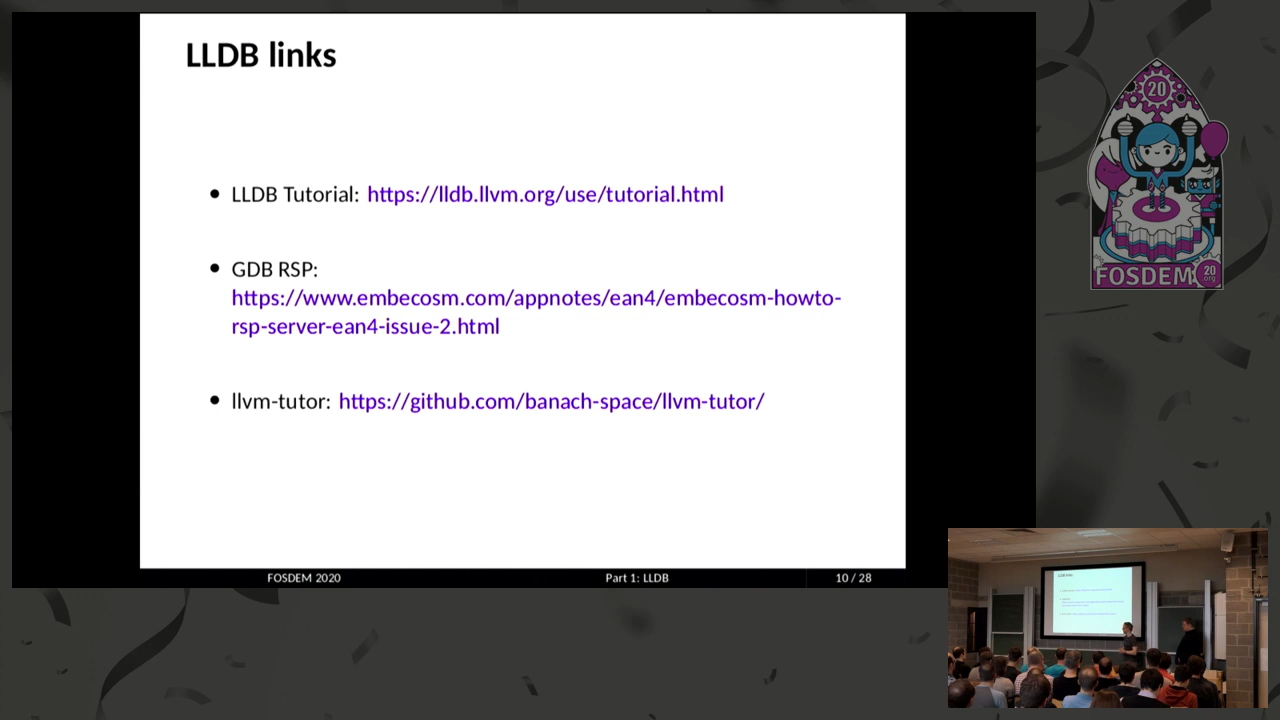 LLDB links
• LLDB Tutorial: https://lldb.llvm.org/use/tutorial.html
• GDB RSP:
https://www.embecosm.com/appnotes/ean4/embecosm-howto-
rsp-server-ean4-issue-2.html
• llvm-tutor: https://github.com/banach-space/llvm-tutor/
FOSDEM 2020 Part 1: LLDB 10 / 28
20
FOSDEM 20
org
LLDB links